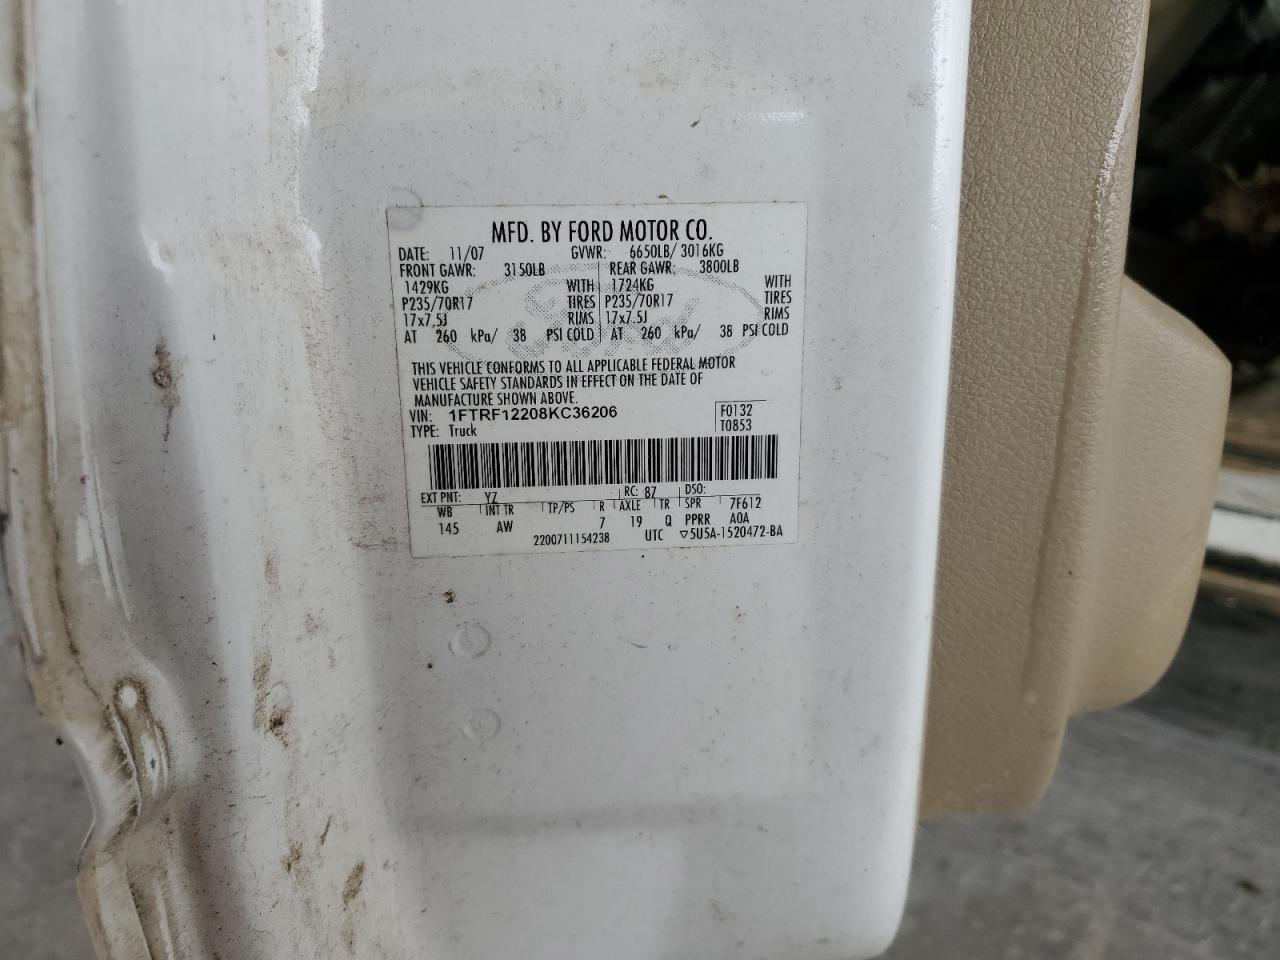 MFD. BY FORD MOTOR CO.
DATE: 11/07 GVWR: 6650LB/ 3016KG
FRONT GAWR: 3150LB REAR GAWR: 3800LB
1429KG WITH 1724KG WITH
P235/70R17 TIRES P235/70R17 TIRES
17x7.5J RIMS 17x7.5J RIMS
AT 260 kPa/ 38 PSI COLD AT 260 kPa/ 38 PSI COLD
THIS VEHICLE CONFORMS TO ALL APPLICABLE FEDERAL MOTOR
VEHICLE SAFETY STANDARDS IN EFFECT ON THE DATE OF
MANUFACTURE SHOWN ABOVE.
VIN: 1FTRF12208KC36206 F0132
TYPE: Truck T0853
EXT PNT: YZ RC: 87 DSO:
WB INT TR TP/PS R AXLE TR SPR 7F612
145 AW 7 19 Q PPRR A0A
2200711154238 UTC ▽5U5A-1520472-BA